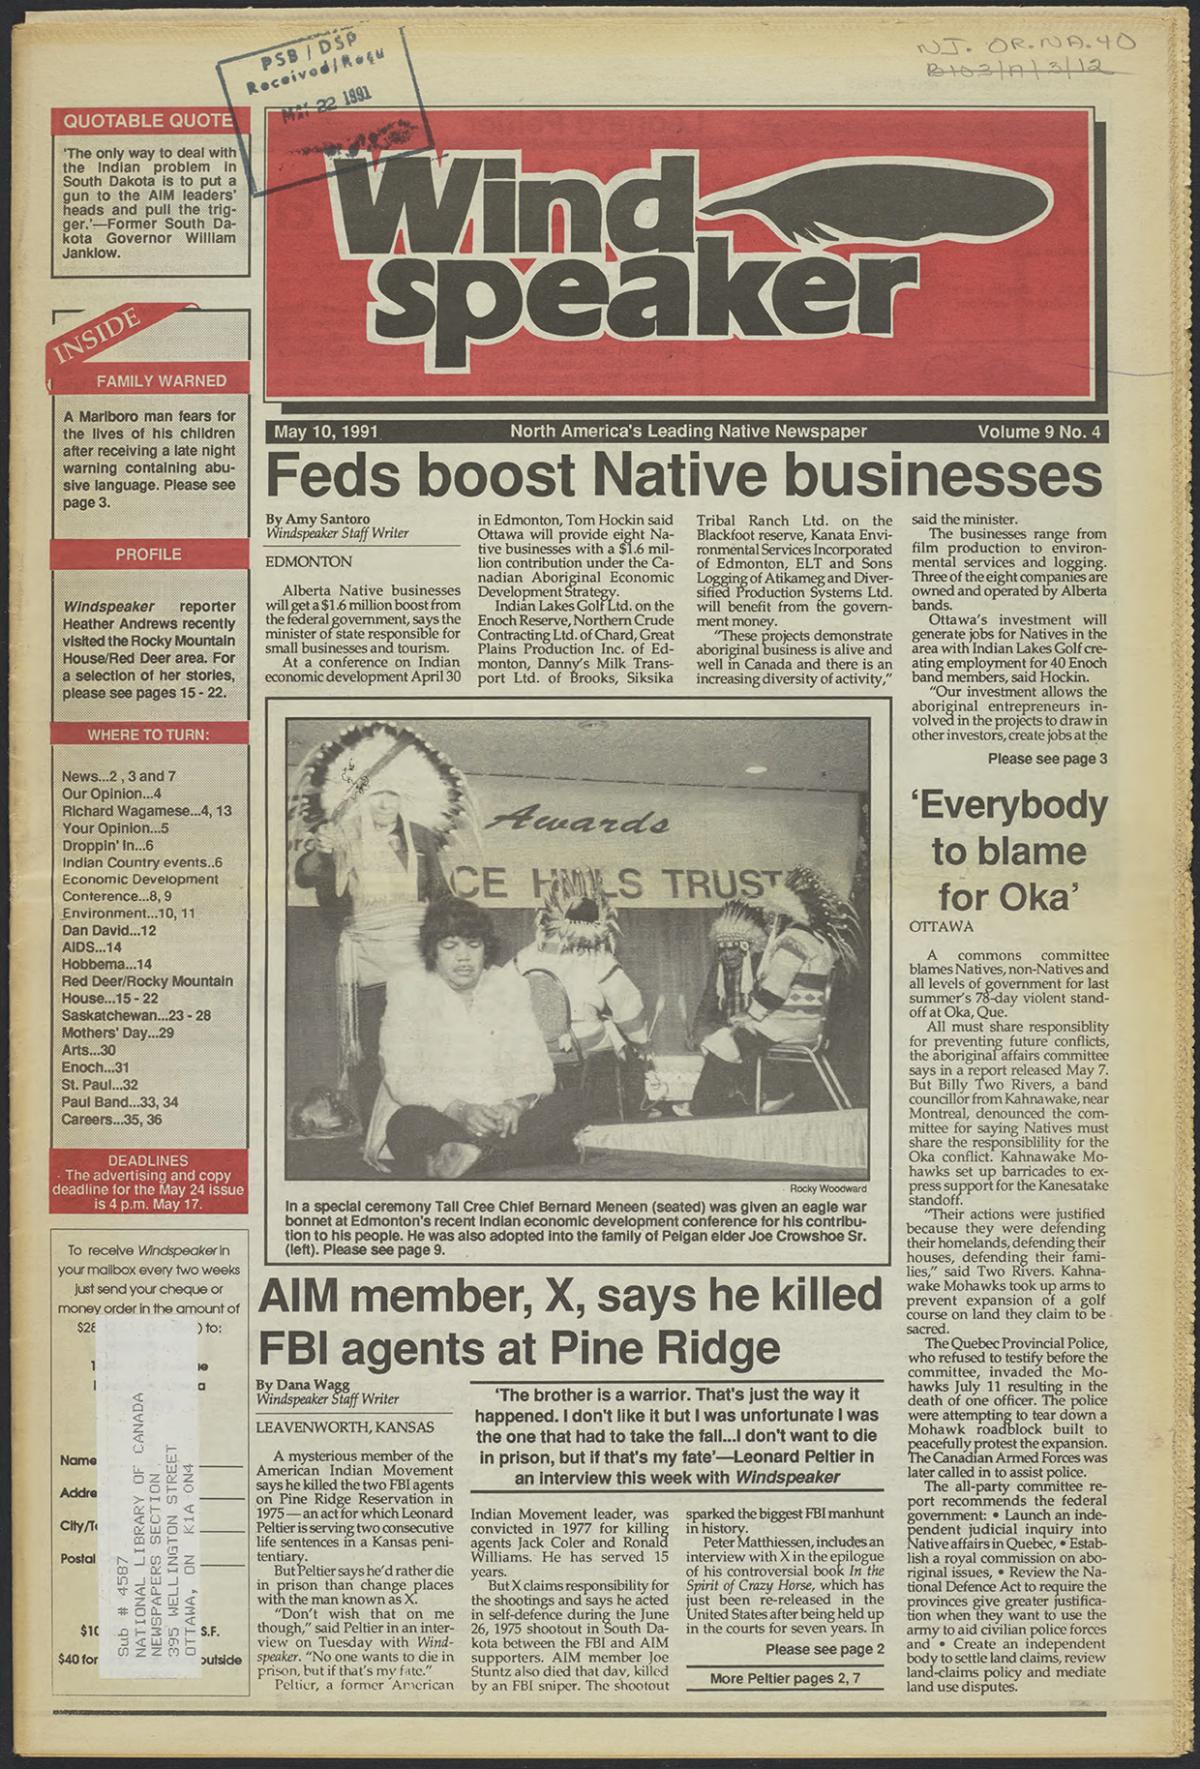 PSB / DSP
Received/Reçu
MAY 22 1991
NJ. OR. NA. 40
B103/A/3/12
QUOTABLE QUOTE
'The only way to deal with
the Indian problem in
South Dakota is to put a
gun to the AIM leaders'
heads and pull the trig-
ger.'—Former South Da-
kota Governor William
Janklow.
Wind
speaker
INSIDE
FAMILY WARNED
A Marlboro man fears for
the lives of his children
after receiving a late night
warning containing abu-
sive language. Please see
page 3.
PROFILE
Windspeaker reporter
Heather Andrews recently
visited the Rocky Mountain
House/Red Deer area. For
a selection of her stories,
please see pages 15 - 22.
WHERE TO TURN:
News...2 , 3 and 7
Our Opinion...4
Richard Wagamese...4, 13
Your Opinion...5
Droppin' In...6
Indian Country events..6
Economic Development
Conference...8, 9
Environment...10, 11
Dan David...12
AIDS...14
Hobbema...14
Red Deer/Rocky Mountain
House...15 - 22
Saskatchewan...23 - 28
Mothers' Day...29
Arts...30
Enoch...31
St. Paul...32
Paul Band...33, 34
Careers...35, 36
DEADLINES
The advertising and copy
deadline for the May 24 issue
is 4 p.m. May 17.
To receive Windspeaker in
your mailbox every two weeks
just send your cheque or
money order in the amount of
$28 ) to:
Name
Addre
City/To
Postal
$10 S.F.
$40 for outside
Sub # 4587
NATIONAL LIBRARY OF CANADA
NEWSPAPERS SECTION
395 WELLINGTON STREET
OTTAWA, ON K1A 0N4
May 10, 1991 North America's Leading Native Newspaper Volume 9 No. 4
Feds boost Native businesses
By Amy Santoro
Windspeaker Staff Writer
EDMONTON
Alberta Native businesses
will get a $1.6 million boost from
the federal government, says the
minister of state responsible for
small businesses and tourism.
At a conference on Indian
economic development April 30
in Edmonton, Tom Hockin said
Ottawa will provide eight Na-
tive businesses with a $1.6 mil-
lion contribution under the Ca-
nadian Aboriginal Economic
Development Strategy.
Indian Lakes Golf Ltd. on the
Enoch Reserve, Northern Crude
Contracting Ltd. of Chard, Great
Plains Production Inc. of Ed-
monton, Danny's Milk Trans-
port Ltd. of Brooks, Siksika
Tribal Ranch Ltd. on the
Blackfoot reserve, Kanata Envi-
ronmental Services Incorporated
of Edmonton, ELT and Sons
Logging of Atikameg and Diver-
sified Production Systems Ltd.
will benefit from the govern-
ment money.
"These projects demonstrate
aboriginal business is alive and
well in Canada and there is an
increasing diversity of activity,"
said the minister.
The businesses range from
film production to environ-
mental services and logging.
Three of the eight companies are
owned and operated by Alberta
bands.
Ottawa's investment will
generate jobs for Natives in the
area with Indian Lakes Golf cre-
ating employment for 40 Enoch
band members, said Hockin.
"Our investment allows the
aboriginal entrepreneurs in-
volved in the projects to draw in
other investors, create jobs at the
Please see page 3
Awards
CE H LLS TRUST
Rocky Woodward
In a special ceremony Tall Cree Chief Bernard Meneen (seated) was given an eagle war
bonnet at Edmonton's recent Indian economic development conference for his contribu-
tion to his people. He was also adopted into the family of Peigan elder Joe Crowshoe Sr.
(left). Please see page 9.
'Everybody
to blame
for Oka'
OTTAWA
A commons committee
blames Natives, non-Natives and
all levels of government for last
summer's 78-day violent stand-
off at Oka, Que.
All must share responsiblity
for preventing future conflicts,
the aboriginal affairs committee
says in a report released May 7.
But Billy Two Rivers, a band
councillor from Kahnawake, near
Montreal, denounced the com-
mittee for saying Natives must
share the responsiblility for the
Oka conflict. Kahnawake Mo-
hawks set up barricades to ex-
press support for the Kanesatake
standoff.
"Their actions were justified
because they were defending
their homelands, defending their
houses, defending their fami-
lies," said Two Rivers. Kahna-
wake Mohawks took up arms to
prevent expansion of a golf
course on land they claim to be
sacred.
The Quebec Provincial Police,
who refused to testify before the
committee, invaded the Mo-
hawks July 11 resulting in the
death of one officer. The police
were attempting to tear down a
Mohawk roadblock built to
peacefully protest the expansion.
The Canadian Armed Forces was
later called in to assist police.
The all-party committee re-
port recommends the federal
government: • Launch an inde-
pendent judicial inquiry into
Native affairs in Quebec, • Estab-
lish a royal commission on abo-
riginal issues, • Review the Na-
tional Defence Act to require the
provinces give greater justifica-
tion when they want to use the
army to aid civilian police forces
and • Create an independent
body to settle land claims, review
land-claims policy and mediate
land use disputes.
AIM member, X, says he killed
FBI agents at Pine Ridge
By Dana Wagg
Windspeaker Staff Writer
LEAVENWORTH, KANSAS
A mysterious member of the
American Indian Movement
says he killed the two FBI agents
on Pine Ridge Reservation in
1975 — an act for which Leonard
Peltier is serving two consecutive
life sentences in a Kansas peni-
tentiary.
But Peltier says he'd rather die
in prison than change places
with the man known as X.
"Don't wish that on me
though," said Peltier in an inter-
view on Tuesday with Wind-
speaker. "No one wants to die in
prison, but if that's my fate."
Peltier, a former American
'The brother is a warrior. That's just the way it
happened. I don't like it but I was unfortunate I was
the one that had to take the fall...I don't want to die
in prison, but if that's my fate'—Leonard Peltier in
an interview this week with Windspeaker
Indian Movement leader, was
convicted in 1977 for killing
agents Jack Coler and Ronald
Williams. He has served 15
years.
But X claims responsibility for
the shootings and says he acted
in self-defence during the June
26, 1975 shootout in South Da-
kota between the FBI and AIM
supporters. AIM member Joe
Stuntz also died that day, killed
by an FBI sniper. The shootout
sparked the biggest FBI manhunt
in history.
Peter Matthiessen, includes an
interview with X in the epilogue
of his controversial book In the
Spirit of Crazy Horse, which has
just been re-released in the
United States after being held up
in the courts for seven years. In
Please see page 2
More Peltier pages 2, 7